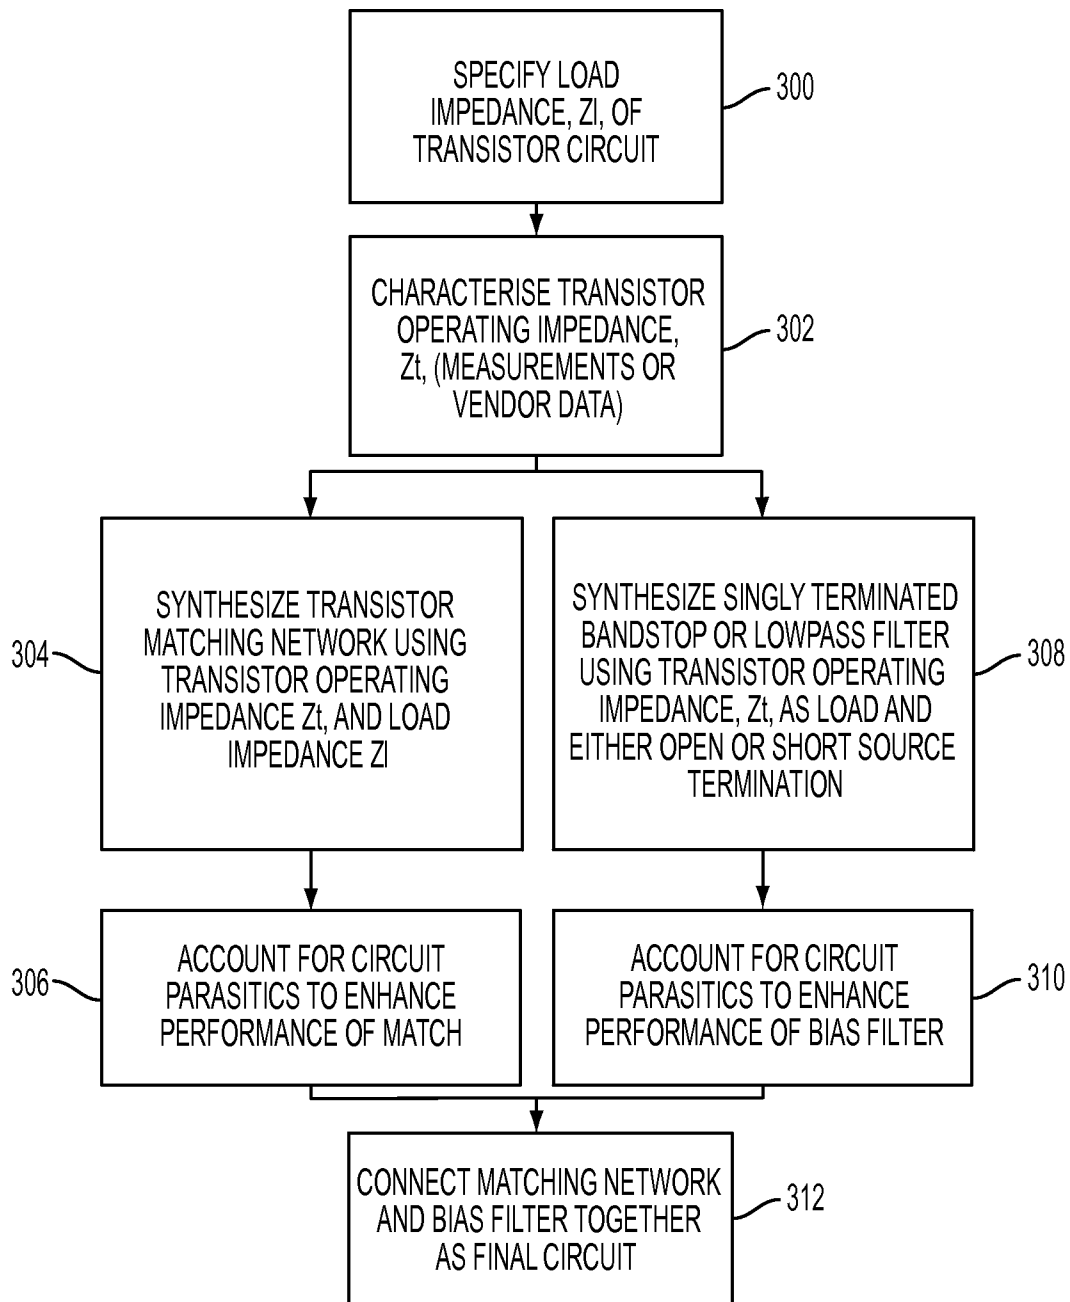 SPECIFY LOAD
IMPEDANCE, Zl, OF
TRANSISTOR CIRCUIT
300
CHARACTERISE TRANSISTOR
OPERATING IMPEDANCE,
Zt, (MEASUREMENTS OR
VENDOR DATA)
302
SYNTHESIZE TRANSISTOR
MATCHING NETWORK USING
TRANSISTOR OPERATING
IMPEDANCE Zt, AND LOAD
IMPEDANCE Zl
304
SYNTHESIZE SINGLY TERMINATED
BANDSTOP OR LOWPASS FILTER
USING TRANSISTOR OPERATING
IMPEDANCE, Zt, AS LOAD AND
EITHER OPEN OR SHORT SOURCE
TERMINATION
308
ACCOUNT FOR CIRCUIT
PARASITICS TO ENHANCE
PERFORMANCE OF MATCH
306
ACCOUNT FOR CIRCUIT
PARASITICS TO ENHANCE
PERFORMANCE OF BIAS FILTER
310
CONNECT MATCHING NETWORK
AND BIAS FILTER TOGETHER
AS FINAL CIRCUIT
312